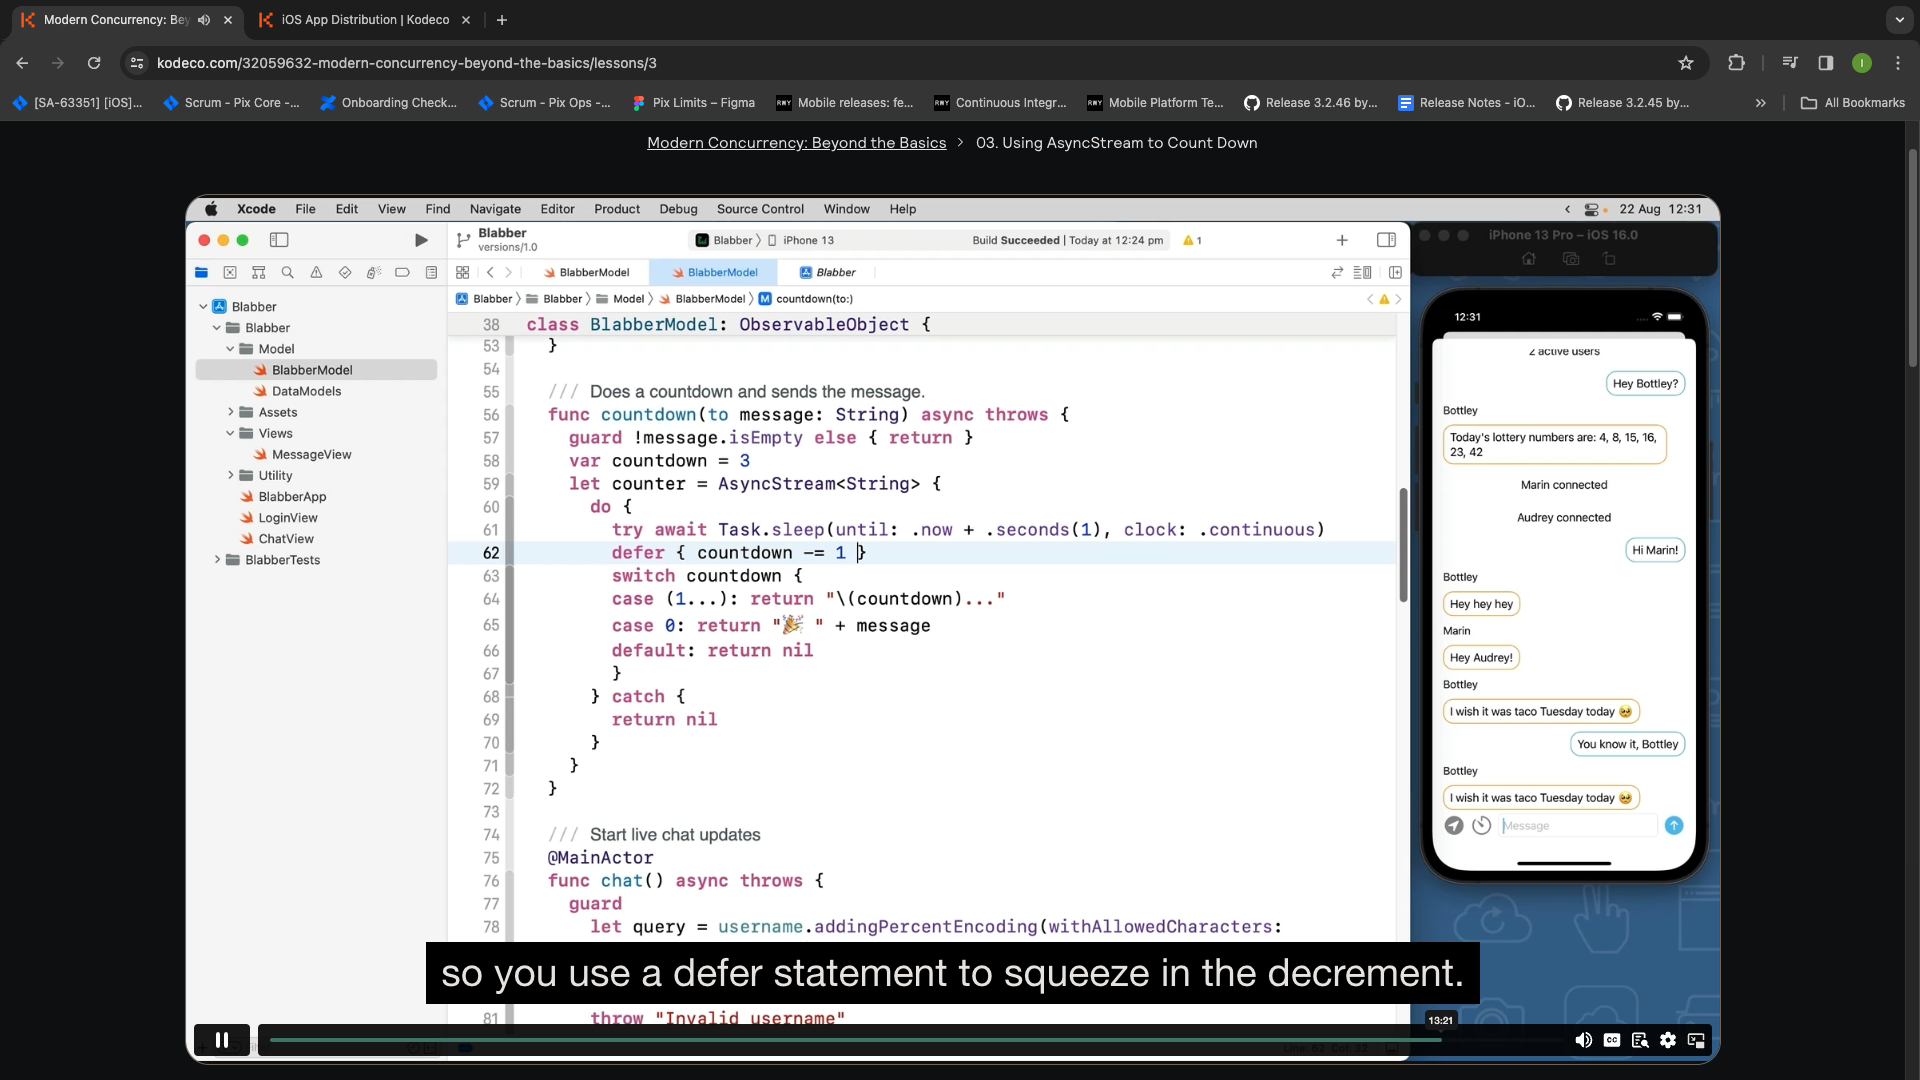 Modern Concurrency: Bey
iOS App Distribution | Kodeco
kodeco.com/32059632-modern-concurrency-beyond-the-basics/lessons/3
[SA-63351] [iOS]...
Scrum - Pix Core -...
Onboarding Check...
Scrum - Pix Ops -...
Pix Limits – Figma
RWY Mobile releases: fe...
RWY Continuous Integr...
RWY Mobile Platform Te...
Release 3.2.46 by...
Release Notes - iO...
Release 3.2.45 by...
All Bookmarks
Modern Concurrency: Beyond the Basics > 03. Using AsyncStream to Count Down
Xcode File Edit View Find Navigate Editor Product Debug Source Control Window Help
22 Aug 12:31
Blabber
versions/1.0
Blabber
iPhone 13
Build Succeeded | Today at 12:24 pm
1
BlabberModel
BlabberModel
Blabber
Blabber
Blabber
Model
BlabberModel
M countdown(to:)
Blabber
Blabber
Model
BlabberModel
DataModels
Assets
Views
MessageView
Utility
BlabberApp
LoginView
ChatView
BlabberTests
38 class BlabberModel: ObservableObject {
53 }
54
55 /// Does a countdown and sends the message.
56 func countdown(to message: String) async throws {
57 guard !message.isEmpty else { return }
58 var countdown = 3
59 let counter = AsyncStream<String> {
60 do {
61 try await Task.sleep(until: .now + .seconds(1), clock: .continuous)
62 defer { countdown -= 1 }
63 switch countdown {
64 case (1...): return "\(countdown)..."
65 case 0: return "🎉 " + message
66 default: return nil
67 }
68 } catch {
69 return nil
70 }
71 }
72 }
73
74 /// Start live chat updates
75 @MainActor
76 func chat() async throws {
77 guard
78 let query = username.addingPercentEncoding(withAllowedCharacters:
81 throw "Invalid username"
so you use a defer statement to squeeze in the decrement.
13:21
CC
iPhone 13 Pro – iOS 16.0
12:31
2 active users
Hey Bottley?
Bottley
Today's lottery numbers are: 4, 8, 15, 16,
23, 42
Marin connected
Audrey connected
Hi Marin!
Bottley
Hey hey hey
Marin
Hey Audrey!
Bottley
I wish it was taco Tuesday today 🥺
You know it, Bottley
Bottley
I wish it was taco Tuesday today 🥺
Message